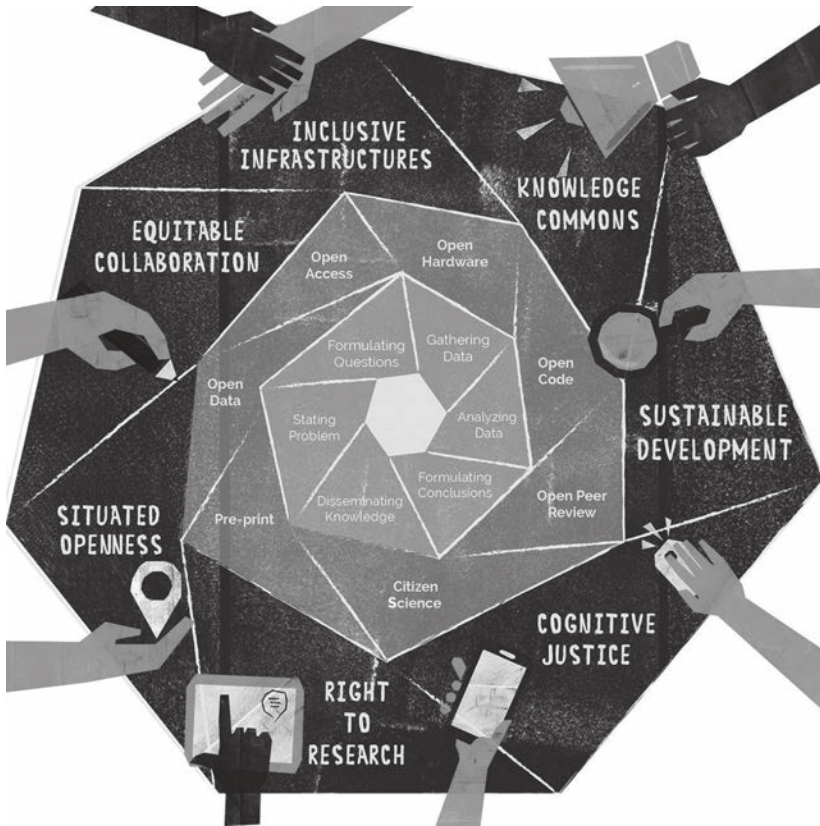 INCLUSIVE
INFRASTRUCTURES
KNOWLEDGE
COMMONS
EQUITABLE
COLLABORATION
Open
Access
Open
Hardware
Formulating
Questions
Gathering
Data
Open
Data
Open
Code
Stating
Problem
Analyzing
Data
SUSTAINABLE
DEVELOPMENT
Formulating
Conclusions
Disseminating
Knowledge
SITUATED
OPENNESS
Pre-print
Open Peer
Review
Citizen
Science
COGNITIVE
JUSTICE
RIGHT
TO
RESEARCH